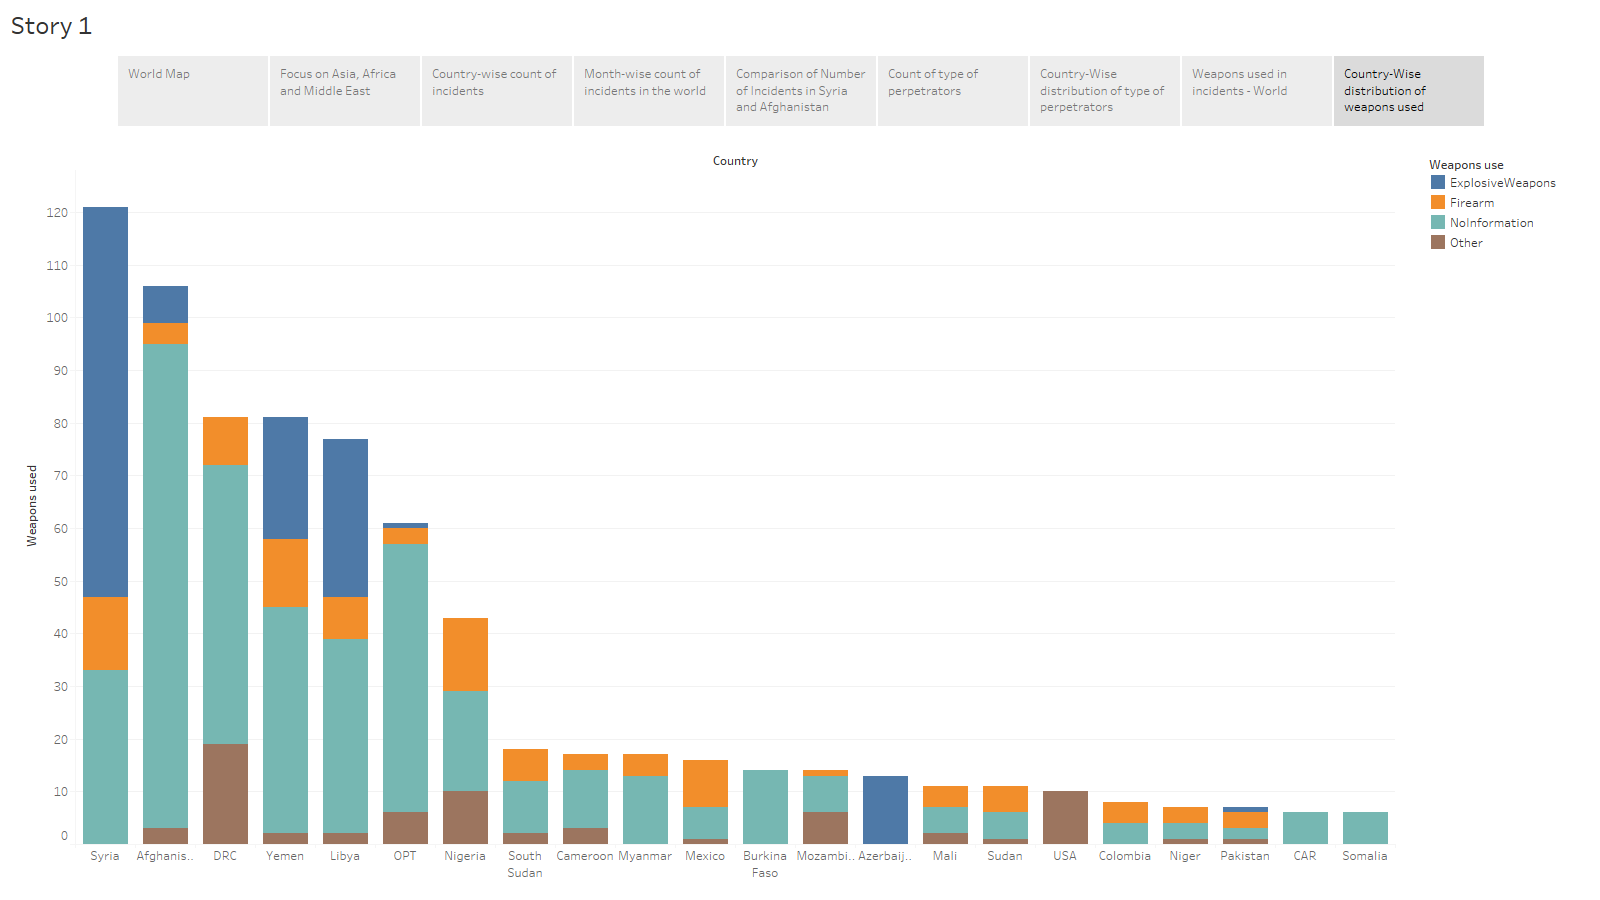 Story 1
World Map
Focus on Asia, Africa
and Middle East
Country-wise count of
incidents
Month-wise count of
incidents in the world
Comparison of Number
of Incidents in Syria
and Afghanistan
Count of type of
perpetrators
Country-Wise
distribution of type of
perpetrators
Weapons used in
incidents - World
Country-Wise
distribution of
weapons used
Country
Weapons use
ExplosiveWeapons
Firearm
NoInformation
Other
Weapons used
120
110
100
90
80
70
60
50
40
30
20
10
0
Syria
Afghanis..
DRC
Yemen
Libya
OPT
Nigeria
South
Sudan
Cameroon
Myanmar
Mexico
Burkina
Faso
Mozambi..
Azerbaij..
Mali
Sudan
USA
Colombia
Niger
Pakistan
CAR
Somalia